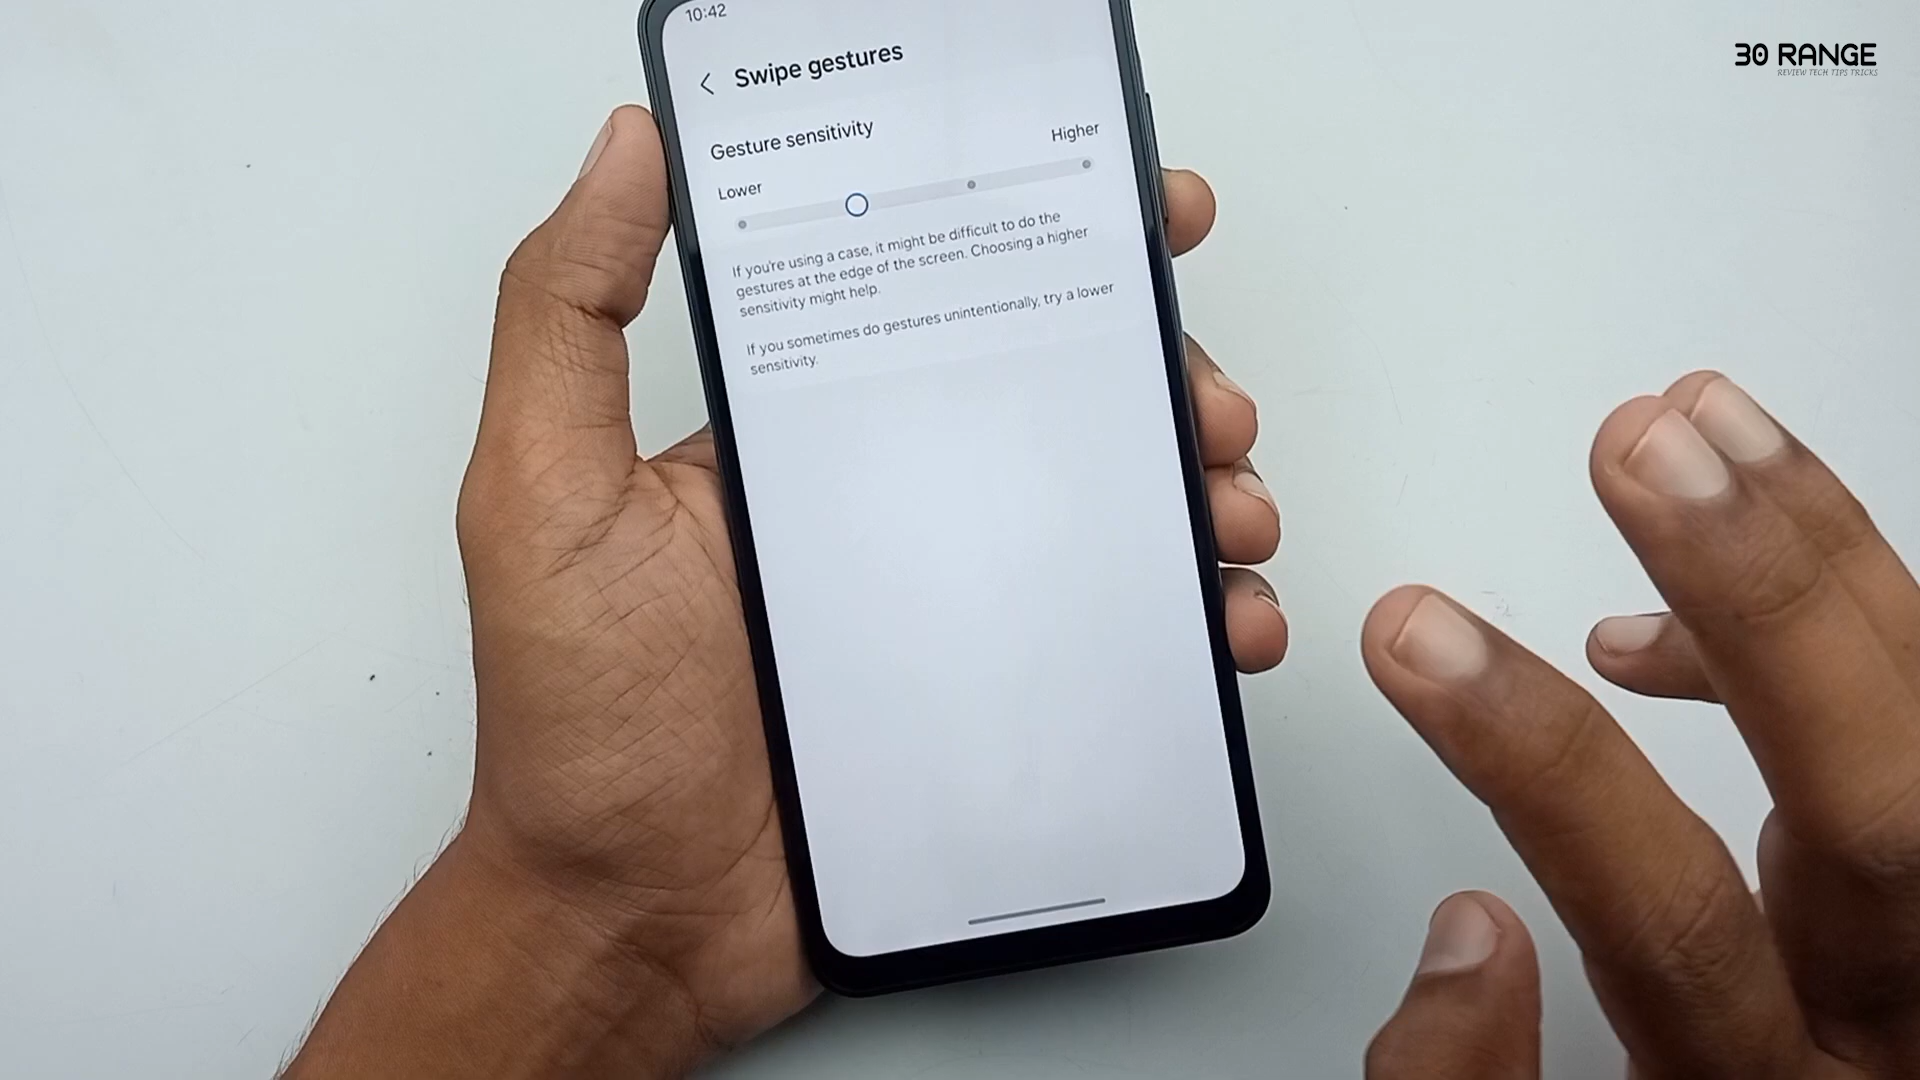 10:42
30 RANGE
REVIEW TECH TIPS TRICKS
Swipe gestures
Gesture sensitivity
Lower
Higher
If you're using a case, it might be difficult to do the
gestures at the edge of the screen. Choosing a higher
sensitivity might help.
If you sometimes do gestures unintentionally, try a lower
sensitivity.